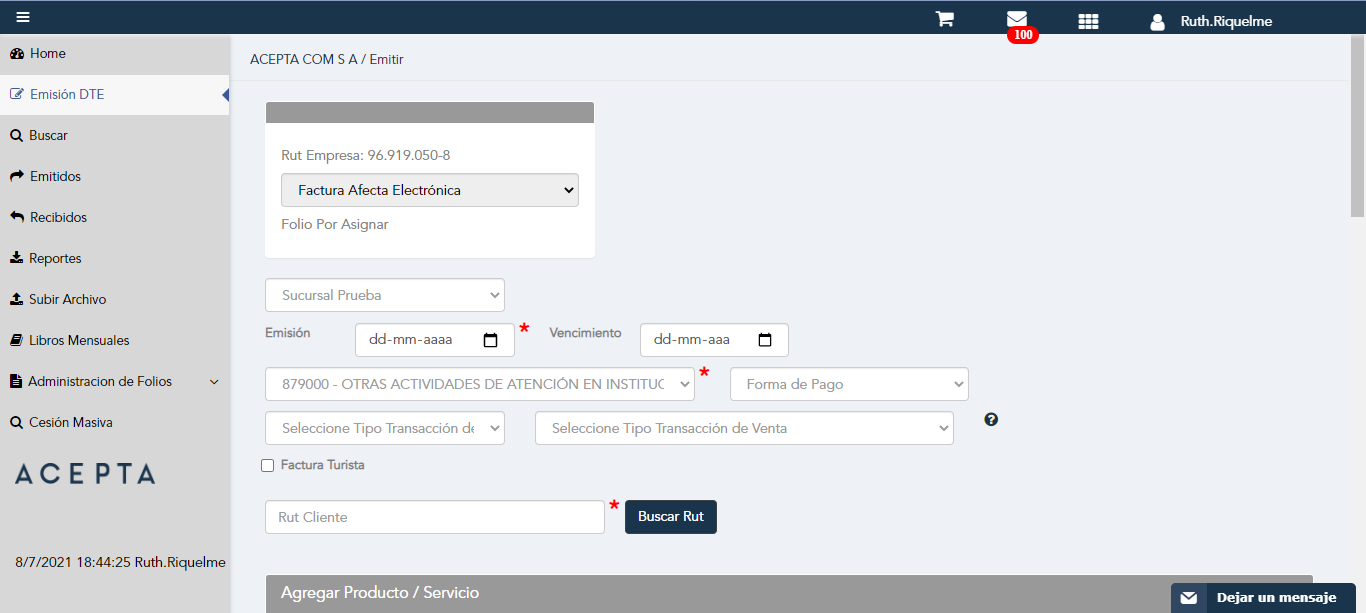 100
Ruth.Riquelme
Home
Emisión DTE
Buscar
Emitidos
Recibidos
Reportes
Subir Archivo
Libros Mensuales
Administracion de Folios
Cesión Masiva
ACEPTA
8/7/2021 18:44:25 Ruth.Riquelme
ACEPTA COM S A / Emitir
Rut Empresa: 96.919.050-8
Factura Afecta Electrónica
Folio Por Asignar
Sucursal Prueba
Emisión dd-mm-aaaa * Vencimiento dd-mm-aaa
879000 - OTRAS ACTIVIDADES DE ATENCIÓN EN INSTITUC * Forma de Pago
Seleccione Tipo Transacción de Seleccione Tipo Transacción de Venta ?
Factura Turista
Rut Cliente * Buscar Rut
Agregar Producto / Servicio
Dejar un mensaje